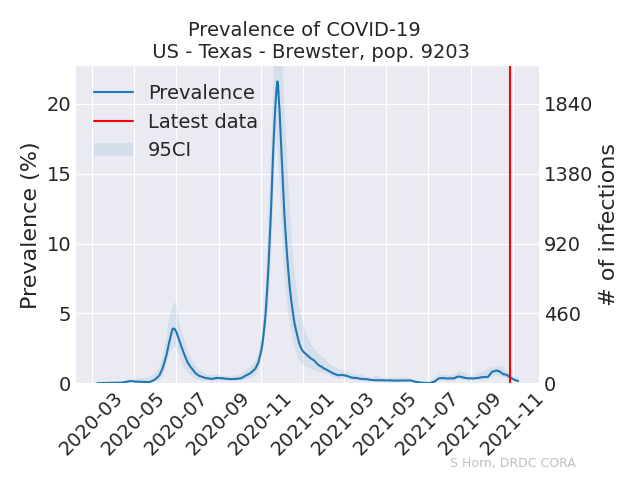 Prevalence of COVID-19
US - Texas - Brewster, pop. 9203
Prevalence
Latest data
95CI
Prevalence (%)
20
15
10
5
0
1840
1380
920
460
0
# of infections
2020-03
2020-05
2020-07
2020-09
2020-11
2021-01
2021-03
2021-05
2021-07
2021-09
2021-11
S Horn, DRDC CORA